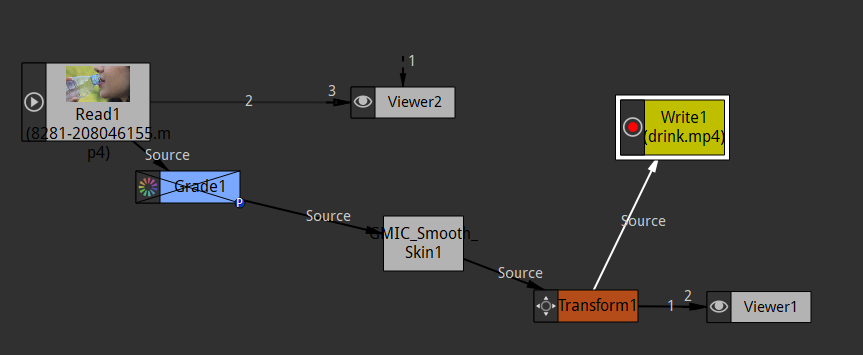 1
3
2
Viewer2
Read1
(8281-208046155.m
p4)
Source
Grade1
P
Source
GMIC_Smooth_
Skin1
Source
Transform1
1
2
Viewer1
Source
Write1
(drink.mp4)